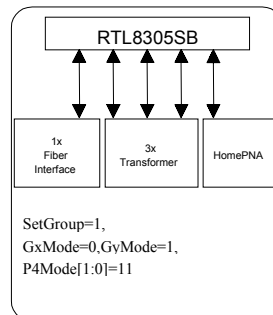 RTL8305SB
1x
Fiber
Interface
3x
Transformer
HomePNA
SetGroup=1,
GxMode=0,GyMode=1,
P4Mode[1:0]=11